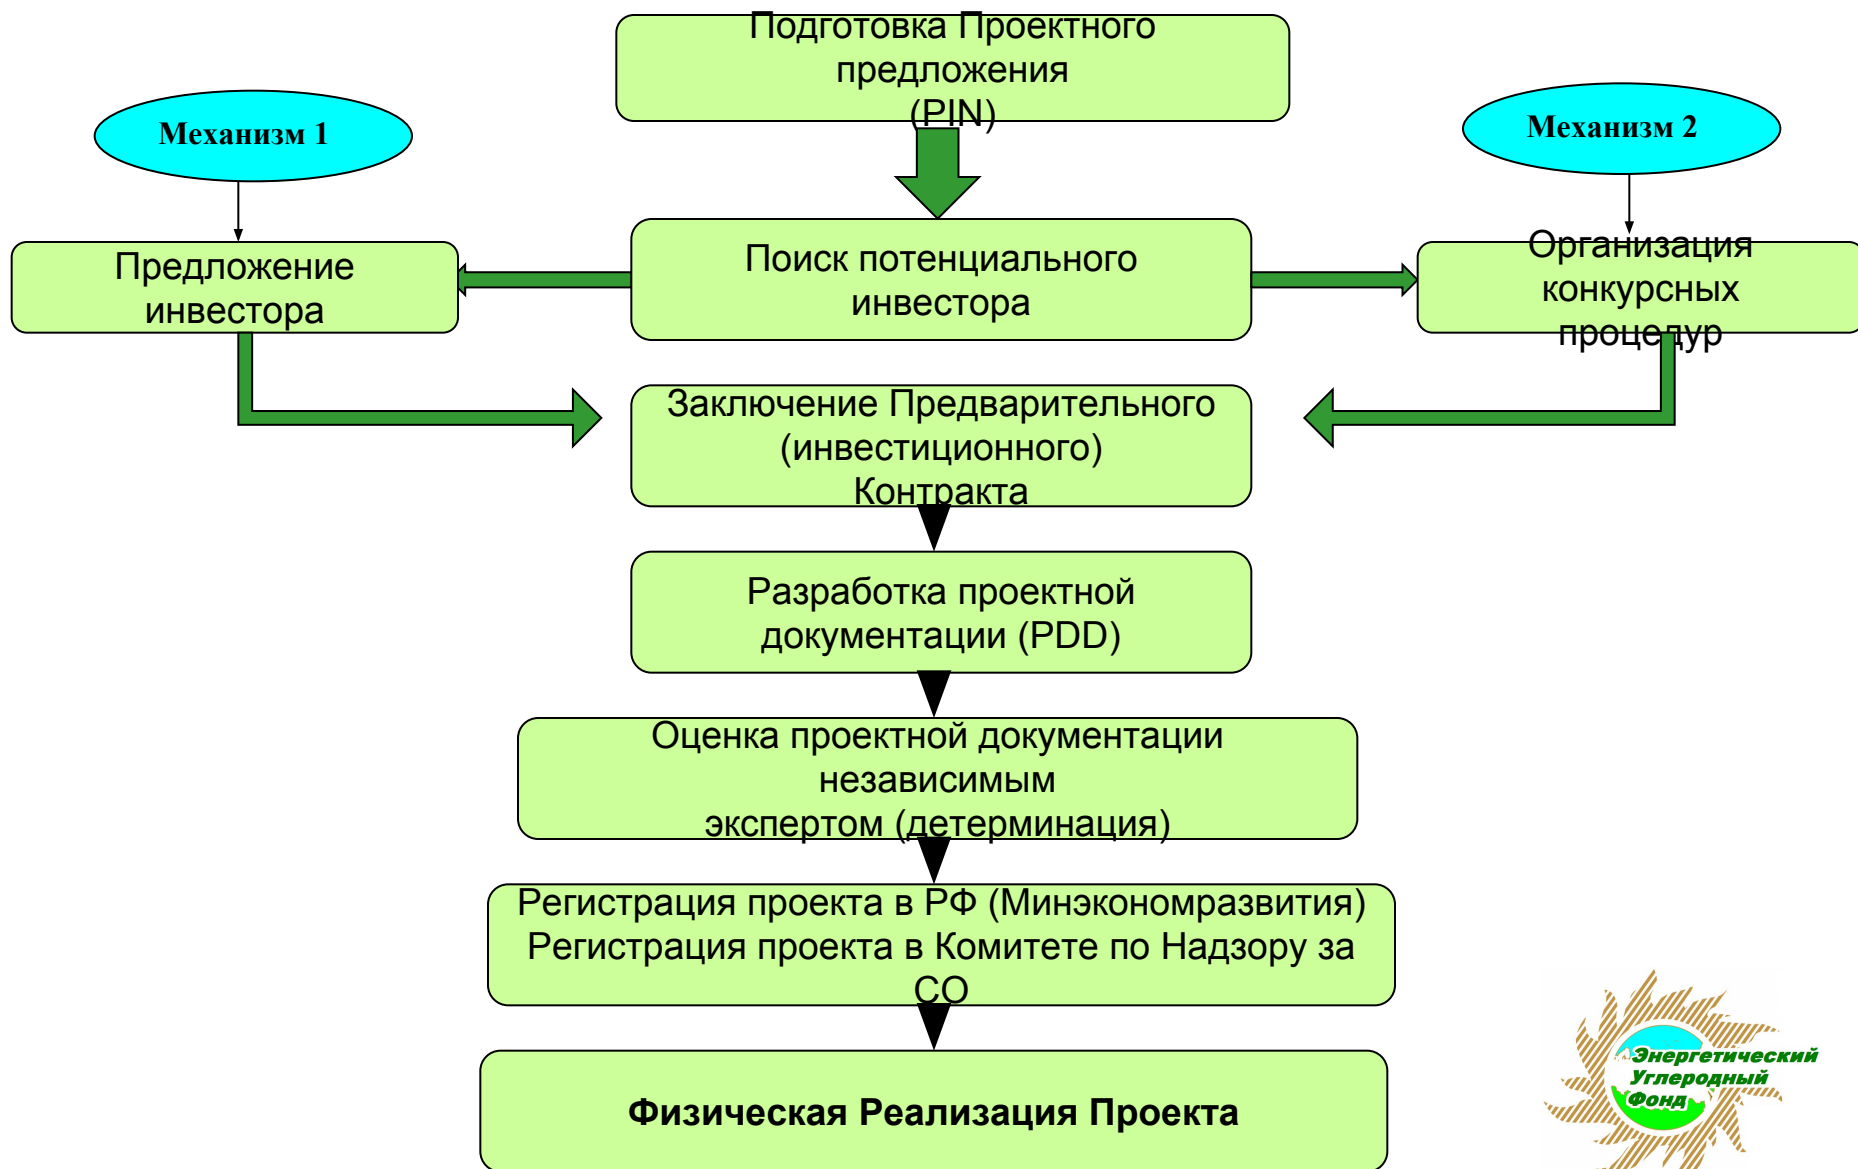 Подготовка Проектного
предложения
(PIN)
Механизм 1
Механизм 2
Предложение
инвестора
Поиск потенциального
инвестора
Организация
конкурсных
процедур
Заключение Предварительного
(инвестиционного)
Контракта
Разработка проектной
документации (PDD)
Оценка проектной документации
независимым
экспертом (детерминация)
Регистрация проекта в РФ (Минэкономразвития)
Регистрация проекта в Комитете по Надзору за
СО
Физическая Реализация Проекта
Энергетический
Углеродный
Фонд